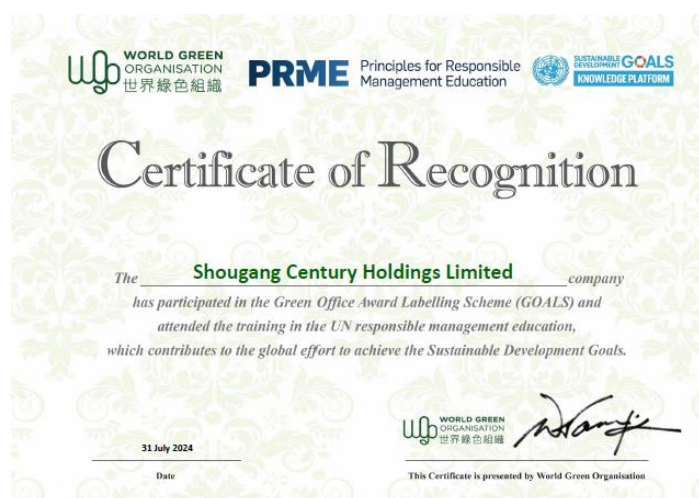 WORLD GREEN
ORGANISATION
世界綠色組織
PRME
Principles for Responsible
Management Education
SUSTAINABLE DEVELOPMENT GOALS
KNOWLEDGE PLATFORM
Certificate of Recognition
The Shougang Century Holdings Limited company
has participated in the Green Office Award Labelling Scheme (GOALS) and
attended the training in the UN responsible management education,
which contributes to the global effort to achieve the Sustainable Development Goals.
WORLD GREEN
ORGANISATION
世界綠色組織
31 July 2024
Date
This Certificate is presented by World Green Organisation